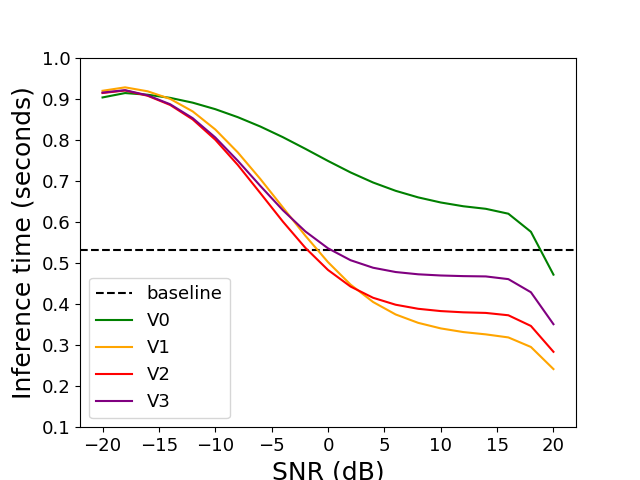 1.0
0.9
0.8
0.7
0.6
0.5
0.4
0.3
0.2
0.1
Inference time (seconds)
baseline
V0
V1
V2
V3
−20 −15 −10 −5 0 5 10 15 20
SNR (dB)